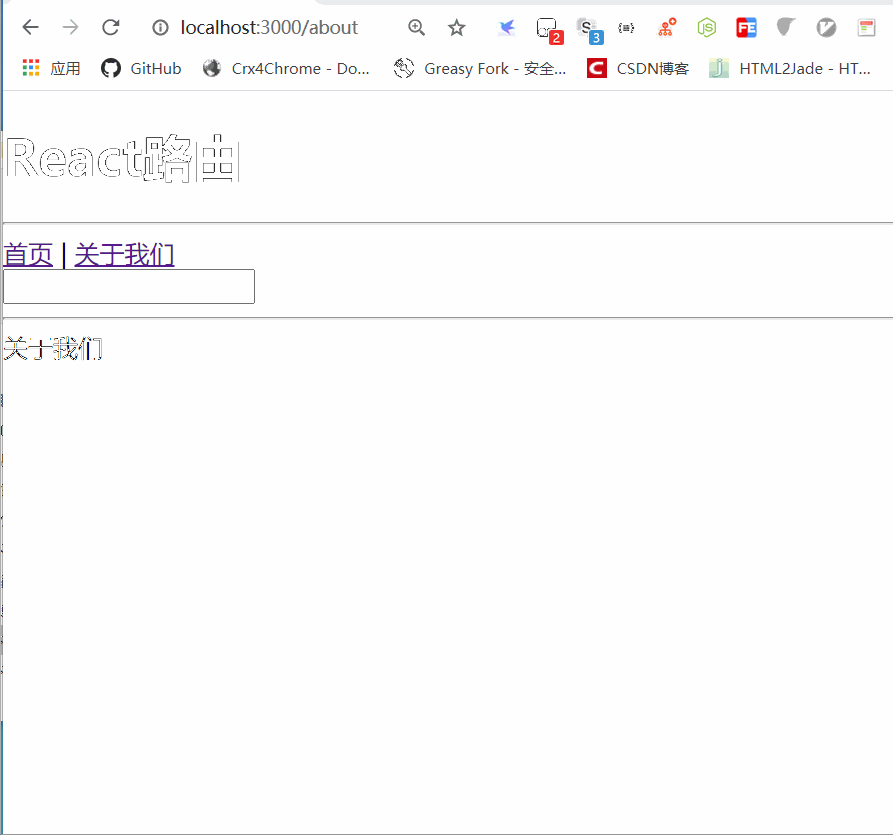 localhost:3000/about
2
3
FE
JS
应用 GitHub Crx4Chrome - Do... Greasy Fork - 安全... CSDN博客 HTML2Jade - HT...
React路由
首页 | 关于我们
关于我们